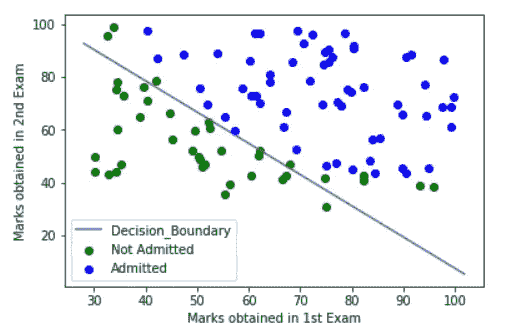 Marks obtained in 2nd Exam
100
80
60
40
20
Decision_Boundary
Not Admitted
Admitted
30 40 50 60 70 80 90 100
Marks obtained in 1st Exam